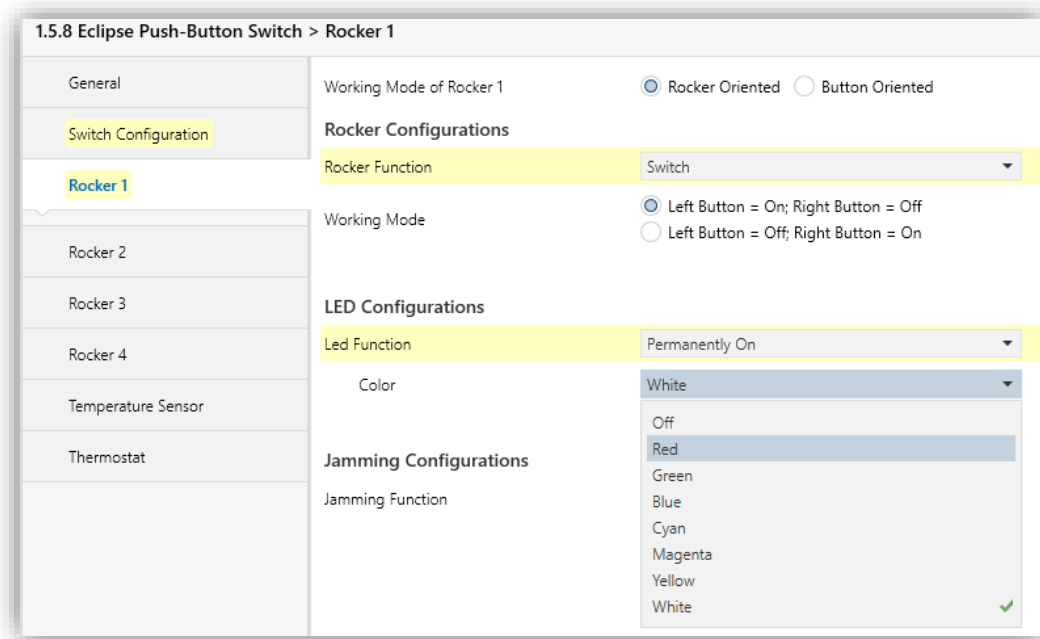 1.5.8 Eclipse Push-Button Switch > Rocker 1
General
Switch Configuration
Rocker 1
Rocker 2
Rocker 3
Rocker 4
Temperature Sensor
Thermostat
Working Mode of Rocker 1 Rocker Oriented Button Oriented
Rocker Configurations
Rocker Function Switch
Working Mode Left Button = On; Right Button = Off
Left Button = Off; Right Button = On
LED Configurations
Led Function Permanently On
Color White
Off
Red
Green
Blue
Cyan
Magenta
Yellow
White
Jamming Configurations
Jamming Function